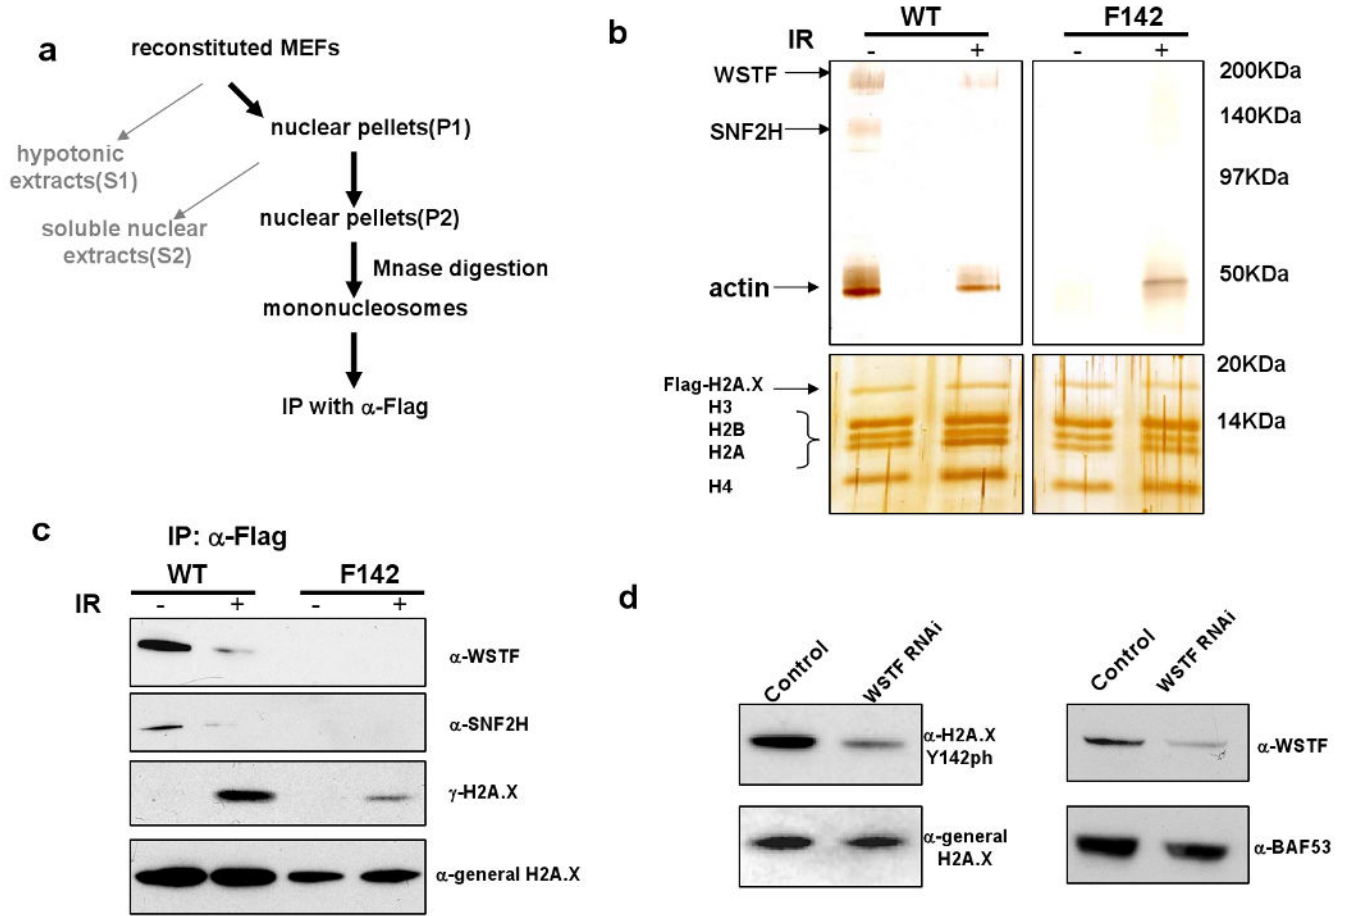 a
reconstituted MEFs
nuclear pellets(P1)
hypotonic
extracts(S1)
nuclear pellets(P2)
soluble nuclear
extracts(S2)
Mnase digestion
mononucleosomes
IP with α-Flag
b
WT
F142
IR
- + - +
WSTF
SNF2H
actin
200KDa
140KDa
97KDa
50KDa
20KDa
14KDa
Flag-H2A.X
H3
H2B
H2A
H4
c
IP: α-Flag
WT
F142
IR
- + - +
α-WSTF
α-SNF2H
γ-H2A.X
α-general H2A.X
d
Control
WSTF RNAi
α-H2A.X
Y142ph
α-general
H2A.X
Control
WSTF RNAi
α-WSTF
α-BAF53